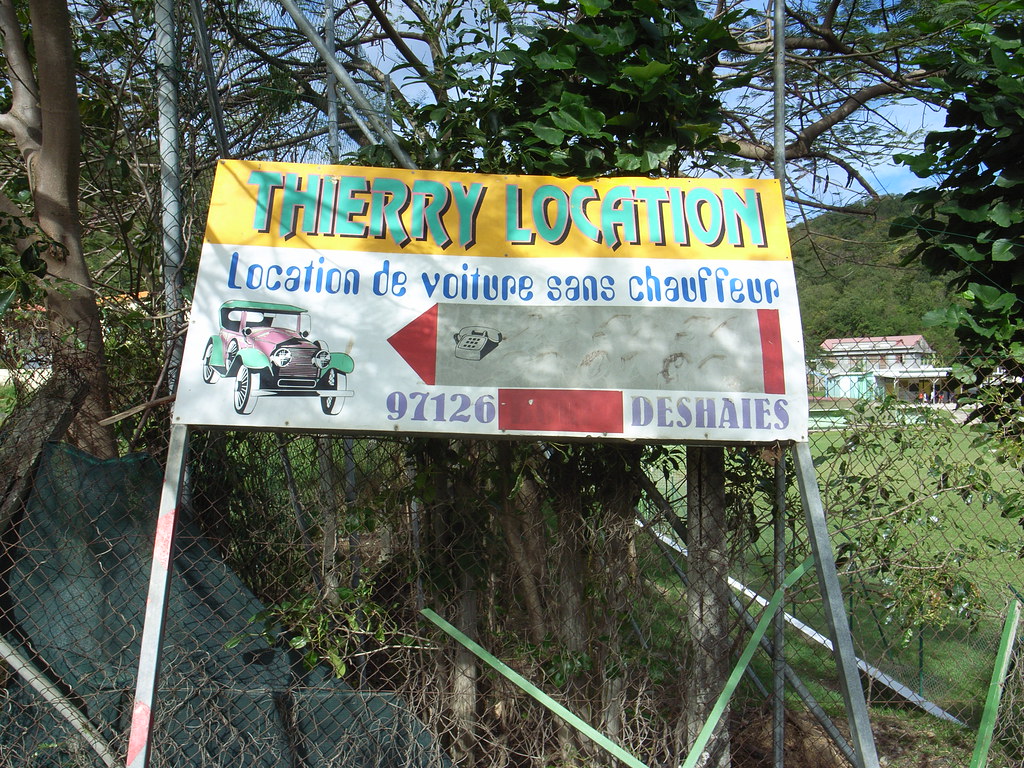 THIERRY LOCATION
Location de voiture sans chauffeur
97126 DESHAIES